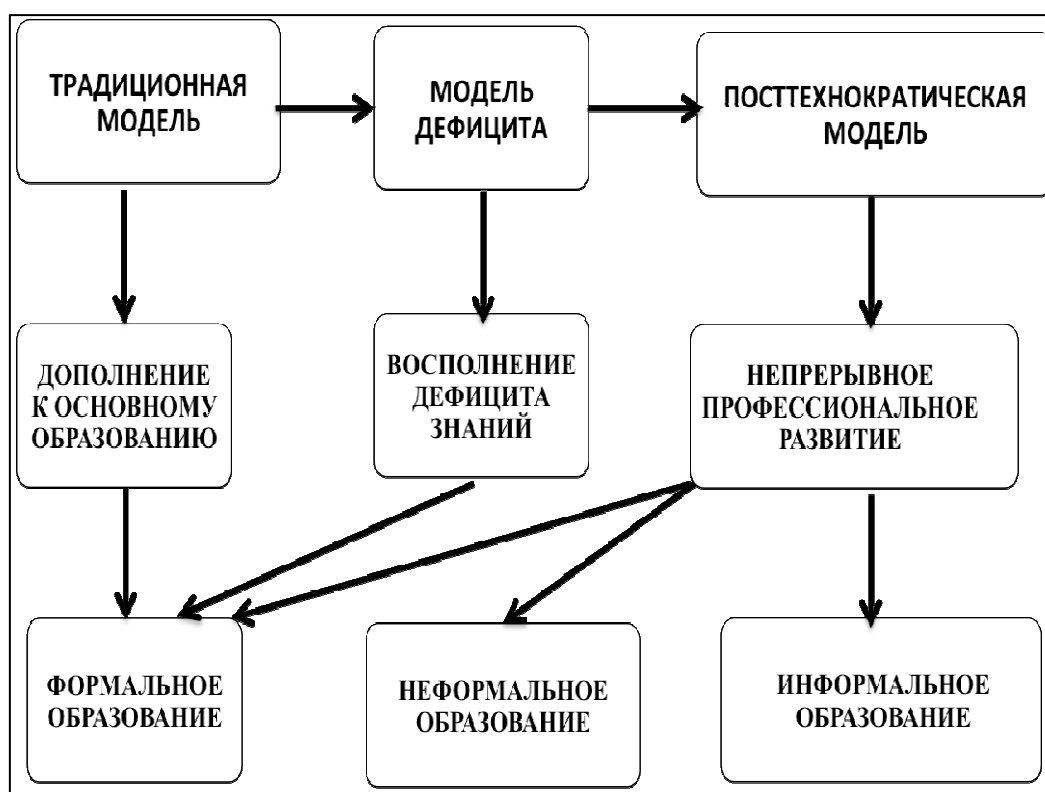 ТРАДИЦИОННАЯ
МОДЕЛЬ
МОДЕЛЬ
ДЕФИЦИТА
ПОСТТЕХНОКРАТИЧЕСКАЯ
МОДЕЛЬ
ДОПОЛНЕНИЕ
К ОСНОВНОМУ
ОБРАЗОВАНИЮ
ВОСПОЛНЕНИЕ
ДЕФИЦИТА
ЗНАНИЙ
НЕПРЕРЫВНОЕ
ПРОФЕССИОНАЛЬНОЕ
РАЗВИТИЕ
ФОРМАЛЬНОЕ
ОБРАЗОВАНИЕ
НЕФОРМАЛЬНОЕ
ОБРАЗОВАНИЕ
ИНФОРМАЛЬНОЕ
ОБРАЗОВАНИЕ